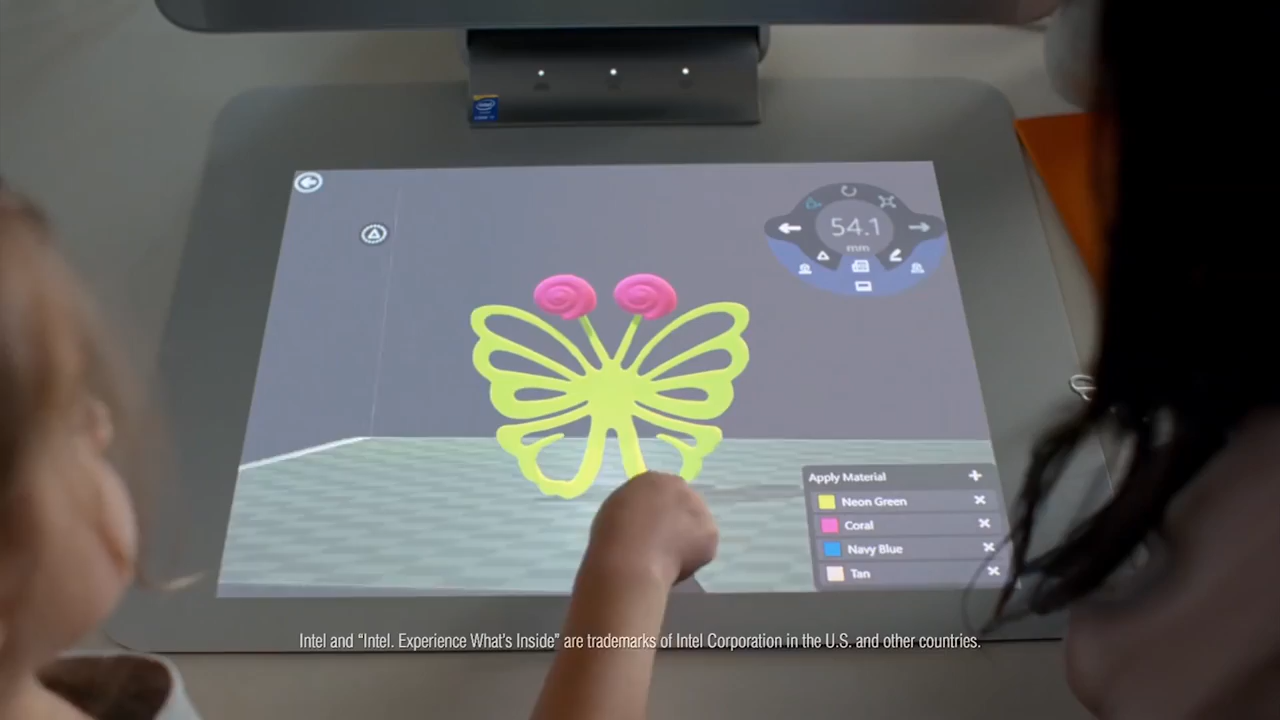 intel
54.1
mm
Apply Material
Neon Green
Coral
Navy Blue
Tan
Intel and “Intel. Experience What’s Inside” are trademarks of Intel Corporation in the U.S. and other countries.